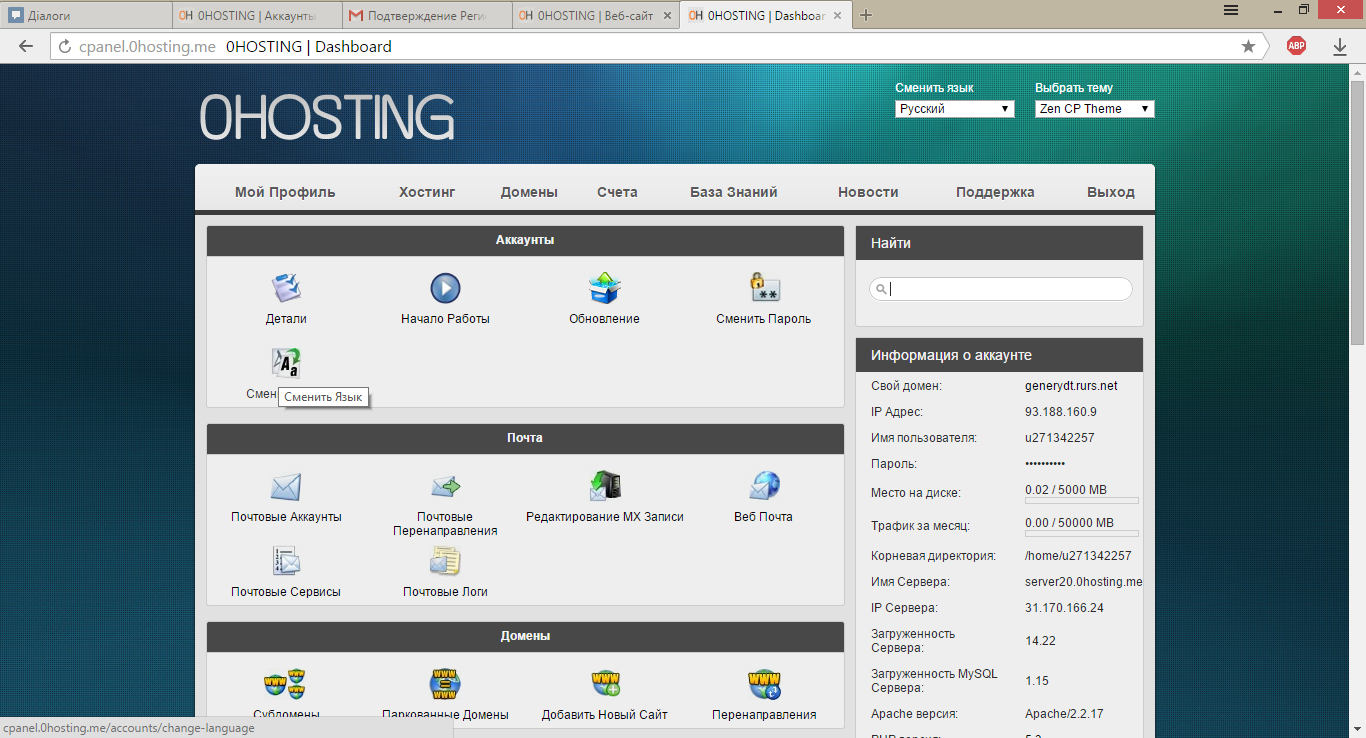 Діалоги
0HOSTING | Аккаунты
Подтверждение Реги
0HOSTING | Веб-сайт
0HOSTING | Dashboar
cpanel.0hosting.me 0HOSTING | Dashboard
ABP
0HOSTING
Сменить язык
Выбрать тему
Русский
Zen CP Theme
Мой Профиль Хостинг Домены Счета База Знаний Новости Поддержка Выход
Аккаунты
Детали
Начало Работы
Обновление
Сменить Пароль
Смен
Сменить Язык
Почта
Почтовые Аккаунты
Почтовые
Перенаправления
Редактирование MX Записи
Веб Почта
Почтовые Сервисы
Почтовые Логи
Домены
Субдомены
Паркованные Домены
Добавить Новый Сайт
Перенаправления
Найти
Информация о аккаунте
Свой домен: generydt.rurs.net
IP Адрес: 93.188.160.9
Имя пользователя: u271342257
Пароль: ••••••••••
Место на диске: 0.02 / 5000 MB
Трафик за месяц: 0.00 / 50000 MB
Корневая директория: /home/u271342257
Имя Сервера: server20.0hosting.me
IP Сервера: 31.170.166.24
Загруженность
Сервера:
14.22
Загруженность MySQL
Сервера:
1.15
Apache версия: Apache/2.2.17
cpanel.0hosting.me/accounts/change-language